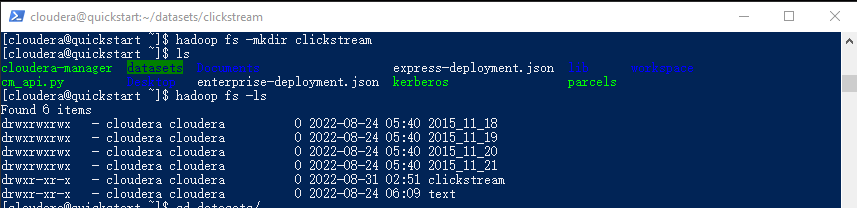 cloudera@quickstart:~/datasets/clickstream
[cloudera@quickstart ~]$ hadoop fs -mkdir clickstream
[cloudera@quickstart ~]$ ls
cloudera-manager datasets Documents express-deployment.json lib workspace
cm_api.py Desktop enterprise-deployment.json kerberos parcels
[cloudera@quickstart ~]$ hadoop fs -ls
Found 6 items
drwxrwxrwx - cloudera cloudera 0 2022-08-24 05:40 2015_11_18
drwxrwxrwx - cloudera cloudera 0 2022-08-24 05:40 2015_11_19
drwxrwxrwx - cloudera cloudera 0 2022-08-24 05:40 2015_11_20
drwxrwxrwx - cloudera cloudera 0 2022-08-24 05:40 2015_11_21
drwxr-xr-x - cloudera cloudera 0 2022-08-31 02:51 clickstream
drwxr-xr-x - cloudera cloudera 0 2022-08-24 06:09 text
[cloudera@quickstart ~]$ cd datasets/